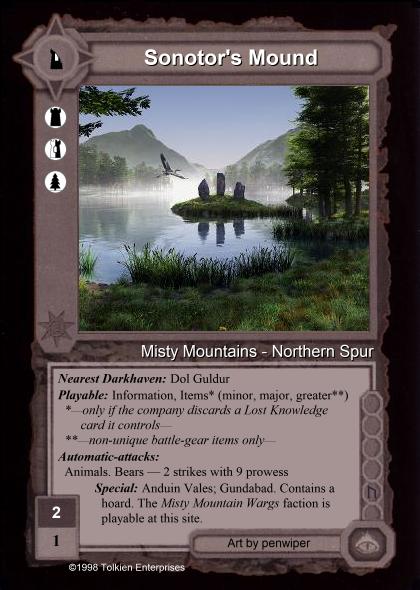 Sonotor's Mound
Misty Mountains - Northern Spur
Nearest Darkhaven: Dol Guldur
Playable: Information, Items* (minor, major, greater**)
*—only if the company discards a Lost Knowledge
card it controls—
**—non-unique battle-gear items only—
Automatic-attacks:
Animals. Bears — 2 strikes with 9 prowess
Special: Anduin Vales; Gundabad. Contains a
hoard. The Misty Mountain Wargs faction is
playable at this site.
2
1
Art by penwiper
©1998 Tolkien Enterprises